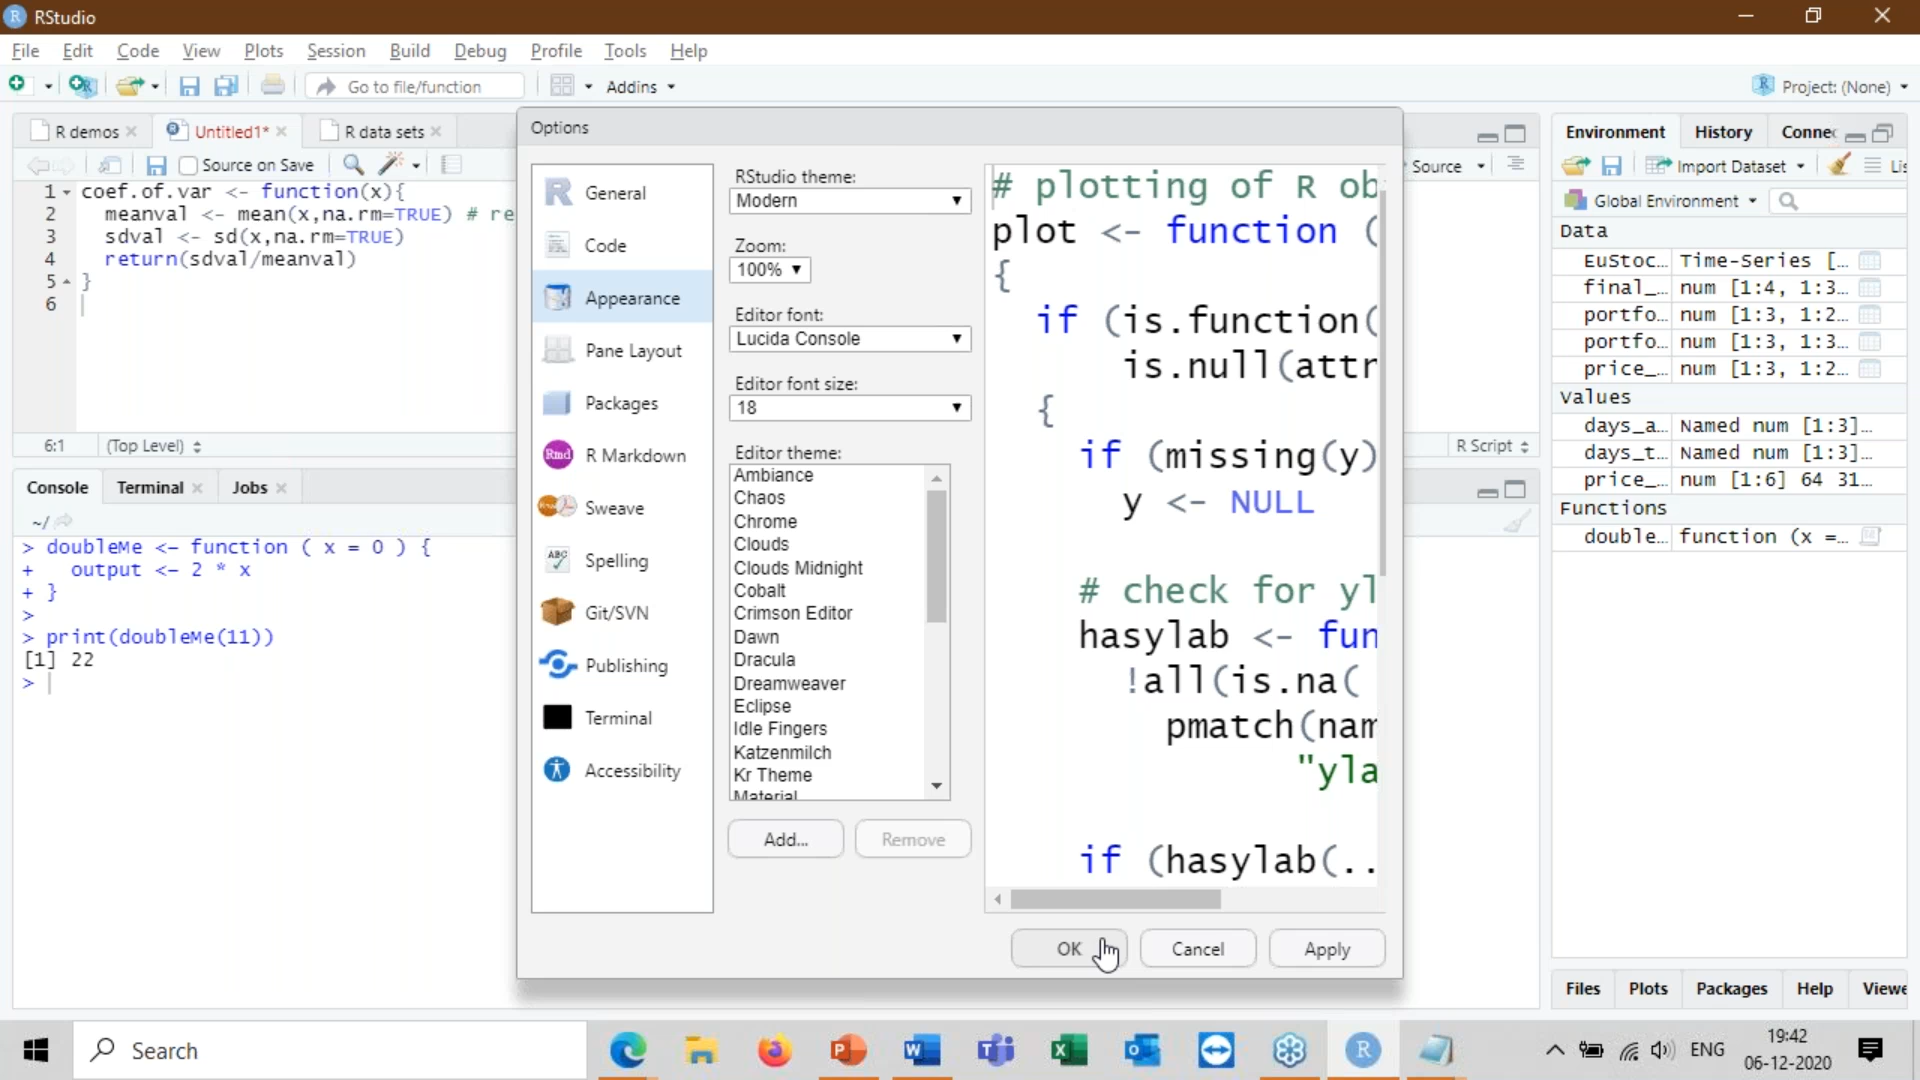 RStudio
File Edit Code View Plots Session Build Debug Profile Tools Help
Go to file/function Addins Project: (None)
R demos Untitled1* R data sets
Source on Save
1 coef.of.var <- function(x){
2 meanval <- mean(x,na.rm=TRUE) # re
3 sdval <- sd(x,na.rm=TRUE)
4 return(sdval/meanval)
5 }
6
6:1 (Top Level)
Console Terminal Jobs
~/
> doubleMe <- function ( x = 0 ) {
+ output <- 2 * x
+ }
>
> print(doubleMe(11))
[1] 22
>
Options
General
Code
Appearance
Pane Layout
Packages
R Markdown
Sweave
Spelling
Git/SVN
Publishing
Terminal
Accessibility
RStudio theme:
Modern
Zoom:
100%
Editor font:
Lucida Console
Editor font size:
18
Editor theme:
Ambiance
Chaos
Chrome
Clouds
Clouds Midnight
Cobalt
Crimson Editor
Dawn
Dracula
Dreamweaver
Eclipse
Idle Fingers
Katzenmilch
Kr Theme
Material
Add... Remove
# plotting of R ob
plot <- function (
{
if (is.function(
is.null(attr
{
if (missing(y)
y <- NULL
# check for yl
hasylab <- fun
!all(is.na(
pmatch(nam
"yla
if (hasylab(..
OK Cancel Apply
Source
R Script
Environment History Connec
Import Dataset Lis
Global Environment
Data
EuStoc… Time-Series [...
final_… num [1:4, 1:3…
portfo… num [1:3, 1:2…
portfo… num [1:3, 1:3…
price_… num [1:3, 1:2…
Values
days_a… Named num [1:3]…
days_t… Named num [1:3]…
price_… num [1:6] 64 31…
Functions
double… function (x =…
Files Plots Packages Help Viewe
Search
ENG
19:42
06-12-2020